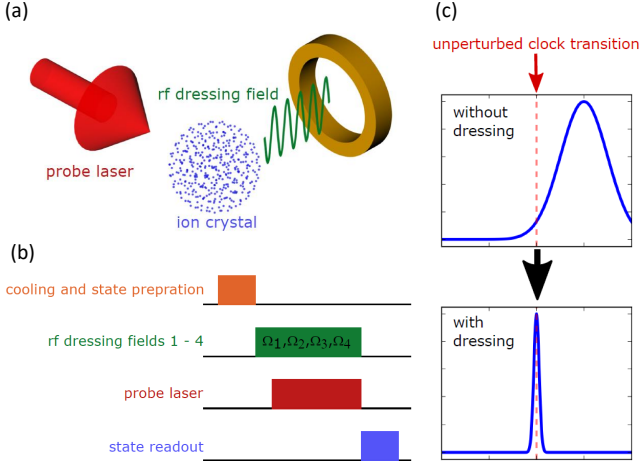 (a)
rf dressing field
probe laser
ion crystal
(b)
cooling and state prepration
rf dressing fields 1 - 4
Ω1,Ω2,Ω3,Ω4
probe laser
state readout
(c)
unperturbed clock transition
without
dressing
with
dressing